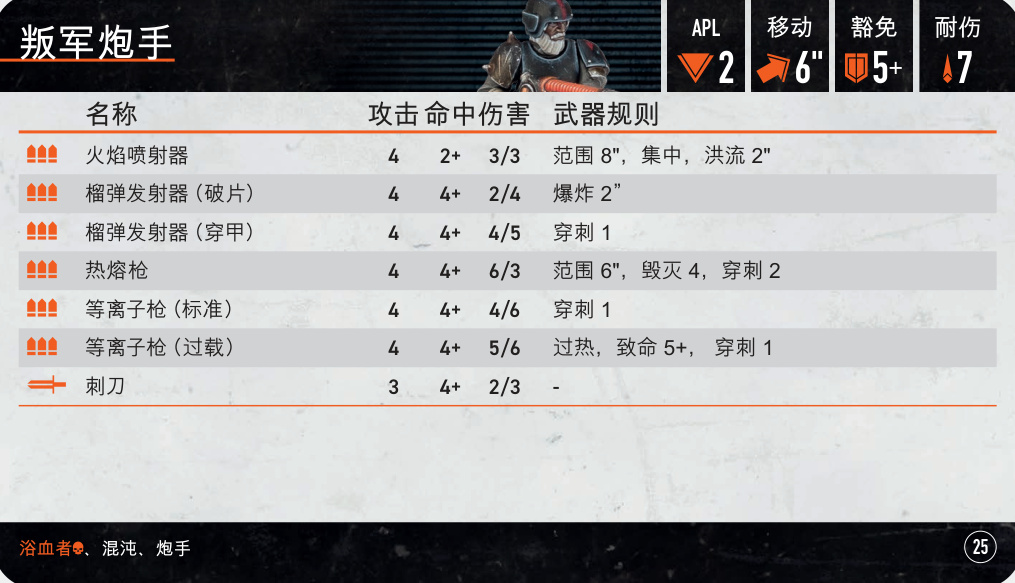 叛军炮手 APL 移动 豁免 耐伤
2 6" 5+ 7
名称 攻击 命中 伤害 武器规则
火焰喷射器 4 2+ 3/3 范围 8"，集中，洪流 2"
榴弹发射器（破片） 4 4+ 2/4 爆炸 2”
榴弹发射器（穿甲） 4 4+ 4/5 穿刺 1
热熔枪 4 4+ 6/3 范围 6"，毁灭 4，穿刺 2
等离子枪（标准） 4 4+ 4/6 穿刺 1
等离子枪（过载） 4 4+ 5/6 过热，致命 5+， 穿刺 1
刺刀 3 4+ 2/3 -
浴血者、混沌、炮手 25